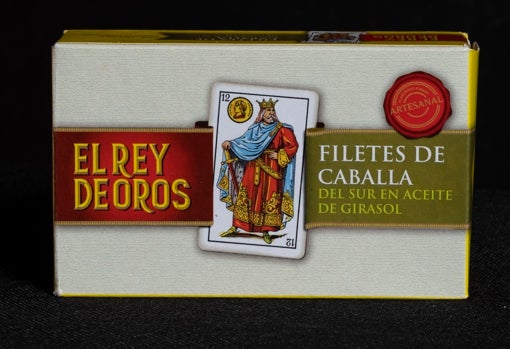 EL REY
DE OROS
12
12
ARTESANAL
FILETES DE
CABALLA
DEL SUR EN ACEITE
DE GIRASOL